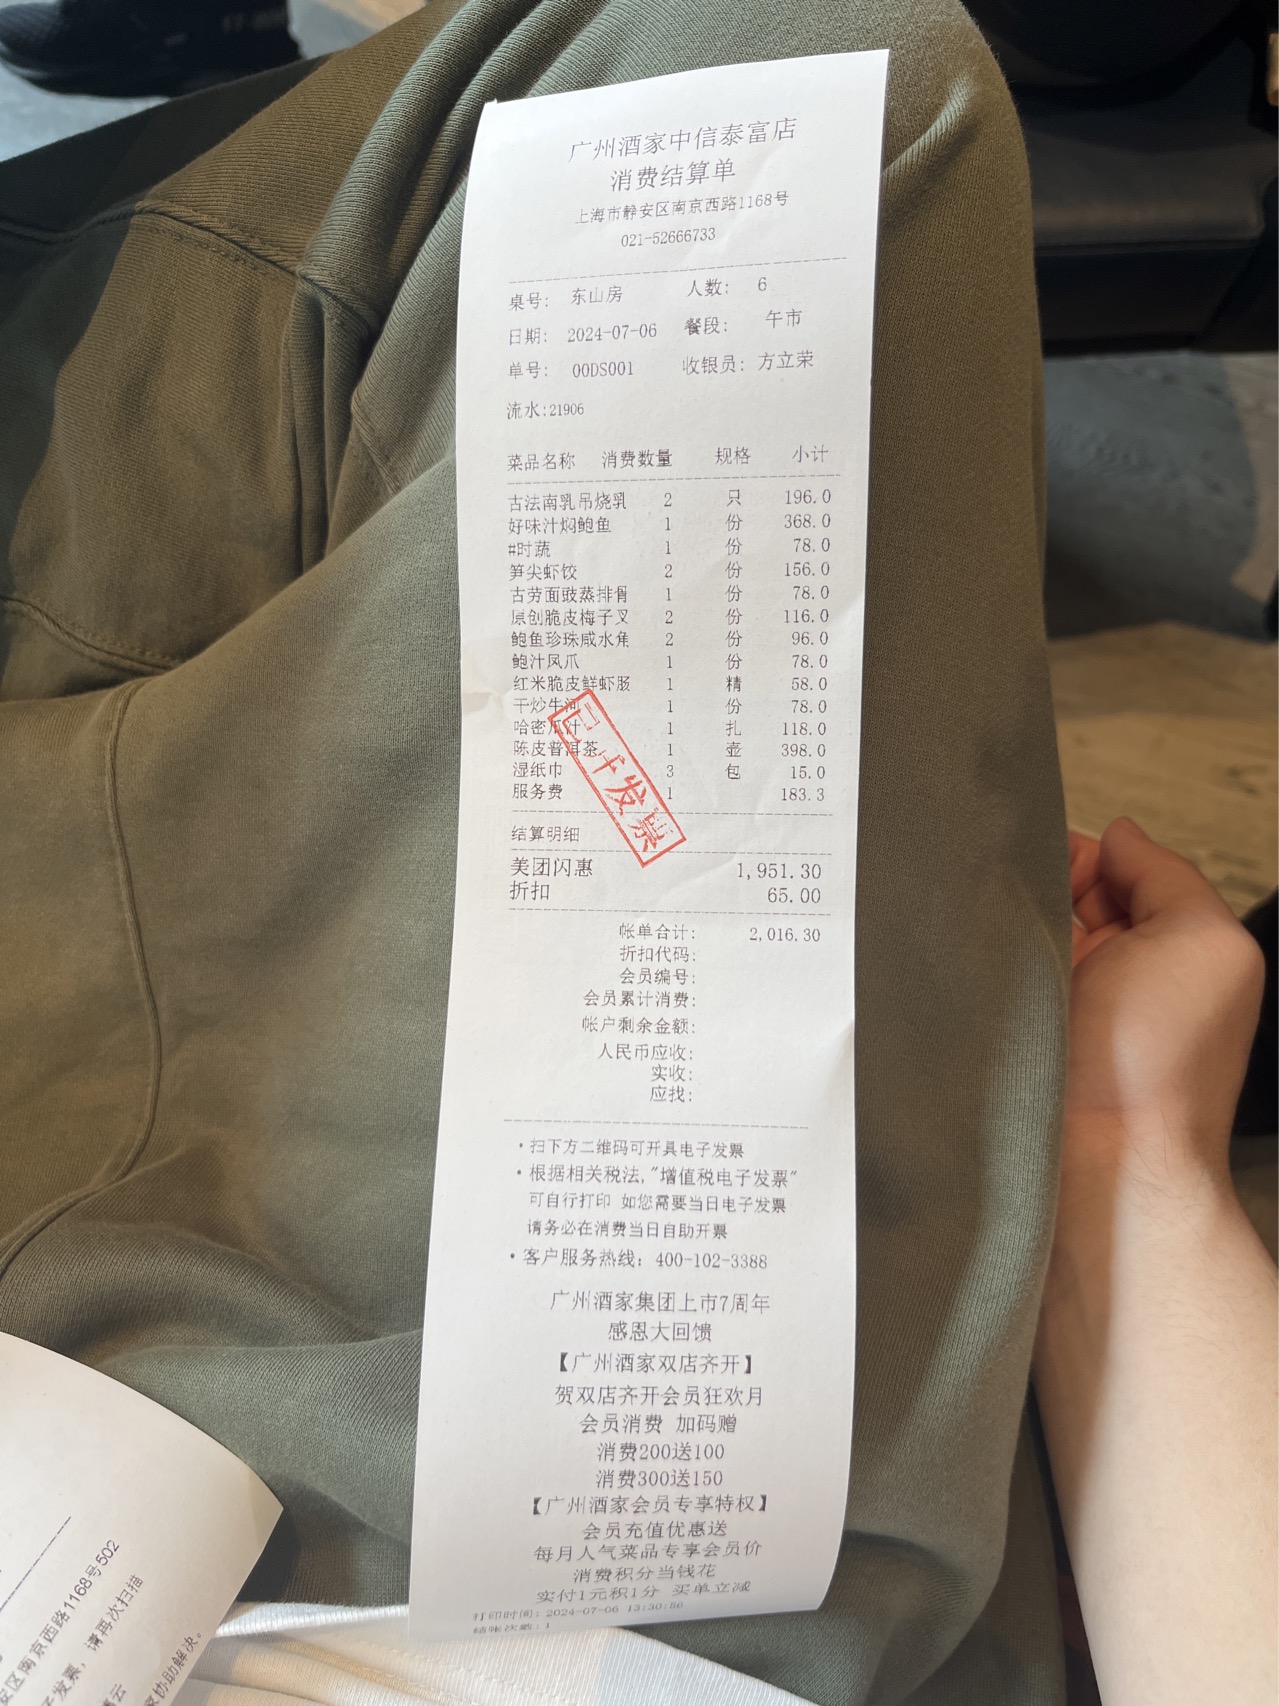 广州酒家中信泰富店
消费结算单
上海市静安区南京西路1168号
021-52666733
桌号： 东山房 人数： 6
日期： 2024-07-06 餐段： 午市
单号： 00DS001 收银员：方立荣
流水:21906
菜品名称 消费数量 规格 小计
古法南乳吊烧乳 2 只 196.0
好味汁焖鲍鱼 1 份 368.0
#时蔬 1 份 78.0
笋尖虾饺 2 份 156.0
古劳面豉蒸排骨 1 份 78.0
原创脆皮梅子叉 2 份 116.0
鲍鱼珍珠咸水角 2 份 96.0
鲍汁凤爪 1 份 78.0
红米脆皮鲜虾肠 1 精 58.0
干炒牛河 1 份 78.0
哈密瓜汁 1 扎 118.0
陈皮普洱茶 1 壶 398.0
湿纸巾 3 包 15.0
服务费 1 183.3
已开发票
结算明细
美团闪惠 1,951.30
折扣 65.00
帐单合计： 2,016.30
折扣代码：
会员编号：
会员累计消费：
帐户剩余金额：
人民币应收：
实收：
应找：
·扫下方二维码可开具电子发票
·根据相关税法,"增值税电子发票"
可自行打印 如您需要当日电子发票
请务必在消费当日自助开票
·客户服务热线：400-102-3388
广州酒家集团上市7周年
感恩大回馈
【广州酒家双店齐开】
贺双店齐开会员狂欢月
会员消费 加码赠
消费200送100
消费300送150
【广州酒家会员专享特权】
会员充值优惠送
每月人气菜品专享会员价
消费积分当钱花
实付1元积1分 买单立减
打印时间：2024-07-06 13:30:56
结账次数：1
安区南京西路1168号502
子发票，请再次扫描
协助解决。